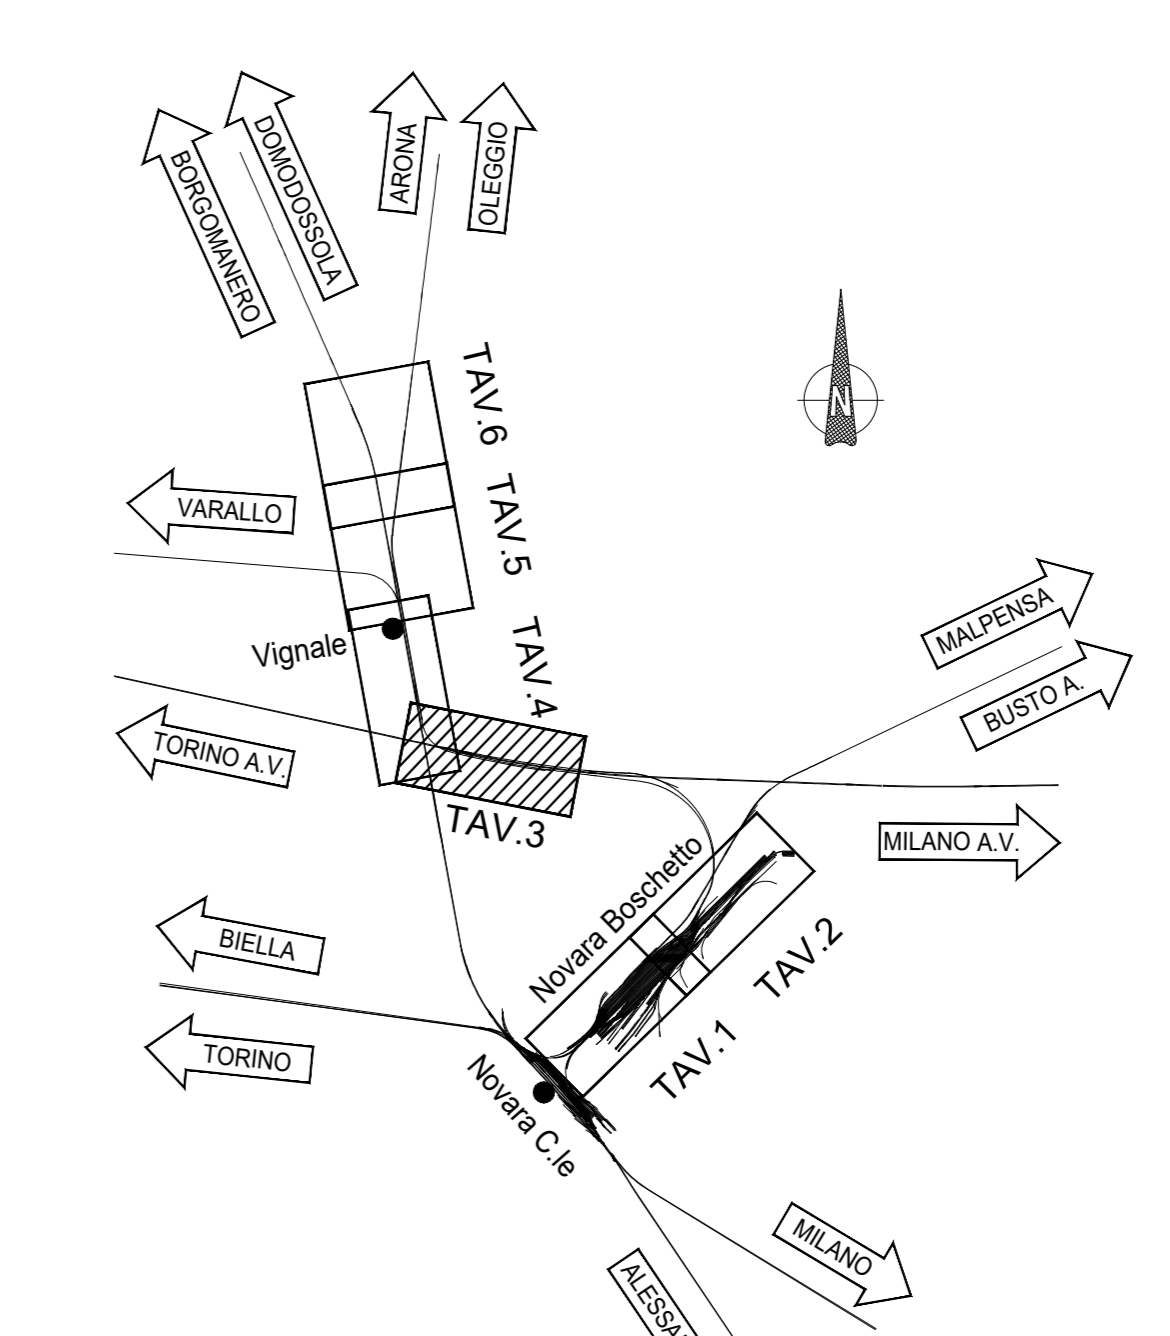 BORGOMANERO
DOMODOSSOLA
ARONA
OLEGGIO
N
TAV.6
TAV.5
TAV.4
VARALLO
Vignale
MALPENSA
BUSTO A.
TORINO A.V.
TAV.3
MILANO A.V.
Novara Boschetto
TAV.2
TAV.1
BIELLA
TORINO
Novara C.le
MILANO
ALESSA